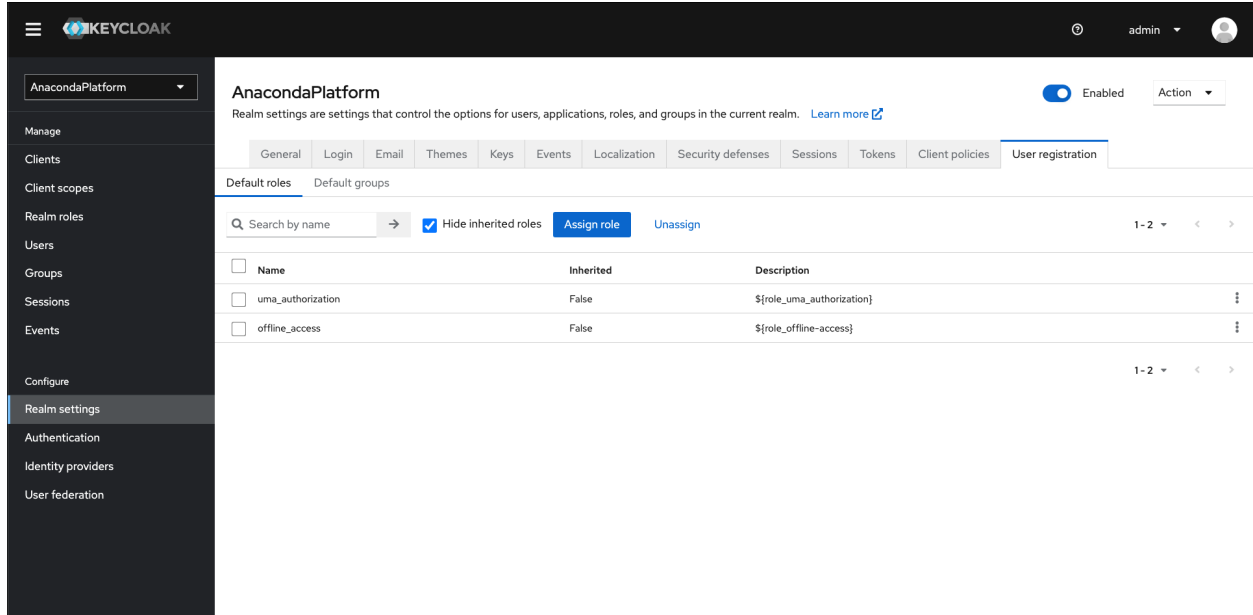 KEYCLOAK
admin
AnacondaPlatform
Manage
Clients
Client scopes
Realm roles
Users
Groups
Sessions
Events
Configure
Realm settings
Authentication
Identity providers
User federation
AnacondaPlatform
Enabled
Action
Realm settings are settings that control the options for users, applications, roles, and groups in the current realm. Learn more
General Login Email Themes Keys Events Localization Security defenses Sessions Tokens Client policies User registration
Default roles Default groups
Search by name Hide inherited roles Assign role Unassign 1 - 2
Name Inherited Description
uma_authorization False ${role_uma_authorization}
offline_access False ${role_offline-access}
1 - 2